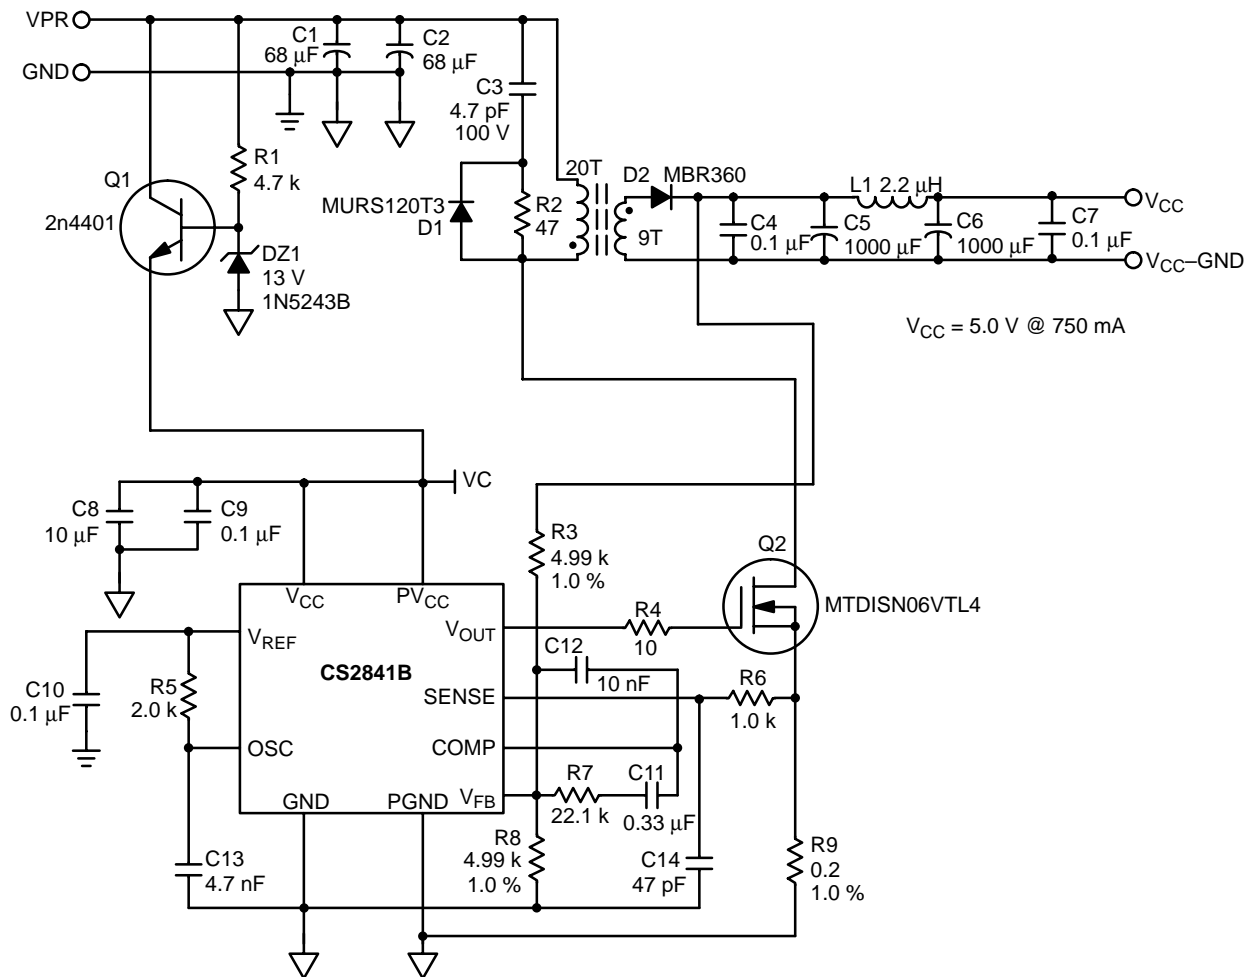 VPR
GND
C1
68 μF
C2
68 μF
C3
4.7 pF
100 V
R1
4.7 k
Q1
2n4401
DZ1
13 V
1N5243B
MURS120T3
D1
R2
47
20T
9T
D2 MBR360
C4
0.1 μF
C5
1000 μF
L1 2.2 μH
C6
1000 μF
C7
0.1 μF
VCC
VCC–GND
VCC = 5.0 V @ 750 mA
VC
C8
10 μF
C9
0.1 μF
R3
4.99 k
1.0 %
Q2
MTDISN06VTL4
VCC
PVCC
VREF
VOUT
CS2841B
SENSE
OSC
COMP
GND
PGND
VFB
R4
10
C12
10 nF
R6
1.0 k
C10
0.1 μF
R5
2.0 k
R7
22.1 k
C11
0.33 μF
R8
4.99 k
1.0 %
C14
47 pF
R9
0.2
1.0 %
C13
4.7 nF